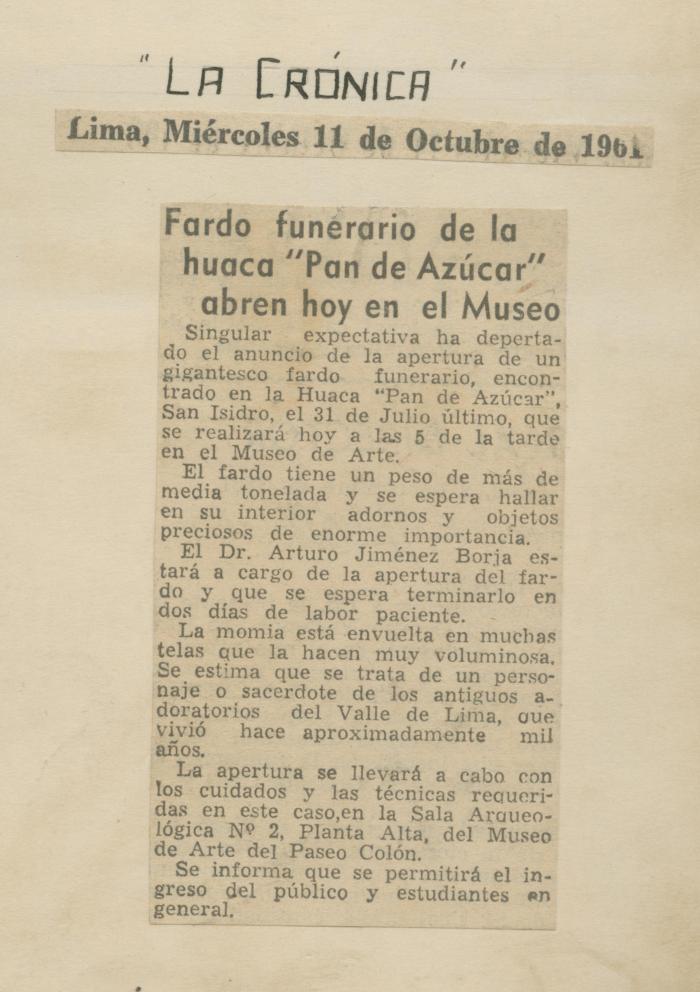 "LA CRÓNICA"
Lima, Miércoles 11 de Octubre de 1961
Fardo funerario de la
huaca "Pan de Azúcar"
abren hoy en el Museo
Singular expectativa ha deperta-
do el anuncio de la apertura de un
gigantesco fardo funerario, encon-
trado en la Huaca "Pan de Azúcar",
San Isidro, el 31 de Julio último, que
se realizará hoy a las 5 de la tarde
en el Museo de Arte.
El fardo tiene un peso de más de
media tonelada y se espera hallar
en su interior adornos y objetos
preciosos de enorme importancia.
El Dr. Arturo Jiménez Borja es-
tará a cargo de la apertura del far-
do y que se espera terminarlo en
dos días de labor paciente.
La momia está envuelta en muchas
telas que la hacen muy voluminosa.
Se estima que se trata de un perso-
naje o sacerdote de los antiguos a-
doratorios del Valle de Lima, que
vivió hace aproximadamente mil
años.
La apertura se llevará a cabo con
los cuidados y las técnicas requeri-
das en este caso,en la Sala Arqueo-
lógica Nº 2, Planta Alta, del Museo
de Arte del Paseo Colón.
Se informa que se permitirá el in-
greso del público y estudiantes en
general.